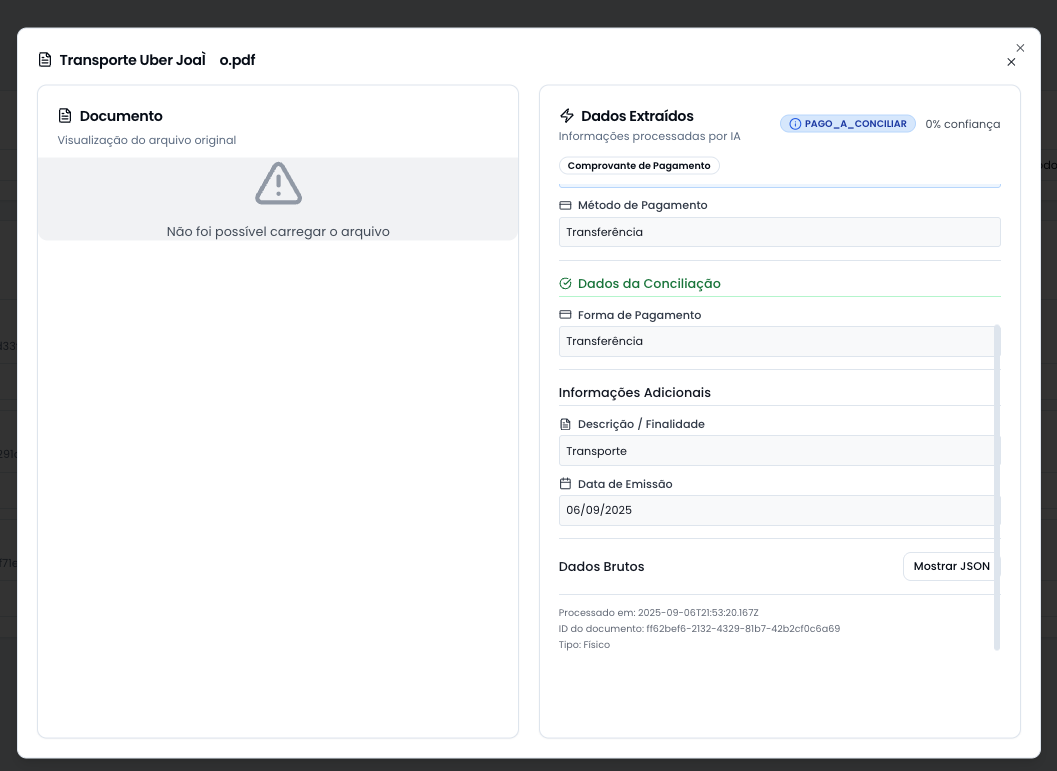 Transporte Uber JoaÌ o.pdf
Documento
Visualização do arquivo original
Não foi possível carregar o arquivo
Dados Extraídos
Informações processadas por IA
PAGO_A_CONCILIAR
0% confiança
Comprovante de Pagamento
Método de Pagamento
Transferência
Dados da Conciliação
Forma de Pagamento
Transferência
Informações Adicionais
Descrição / Finalidade
Transporte
Data de Emissão
06/09/2025
Dados Brutos
Mostrar JSON
Processado em: 2025-09-06T21:53:20.167Z
ID do documento: ff62bef6-2132-4329-81b7-42b2cf0c6a69
Tipo: Físico